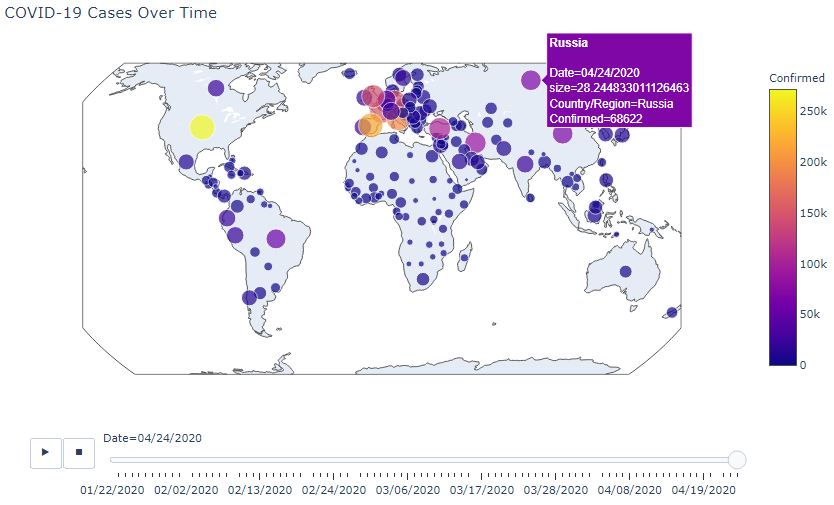 COVID-19 Cases Over Time
Russia
Date=04/24/2020
size=28.244833011126463
Country/Region=Russia
Confirmed=68622
Confirmed
250k
200k
150k
100k
50k
0
Date=04/24/2020
01/22/2020 02/02/2020 02/13/2020 02/24/2020 03/06/2020 03/17/2020 03/28/2020 04/08/2020 04/19/2020